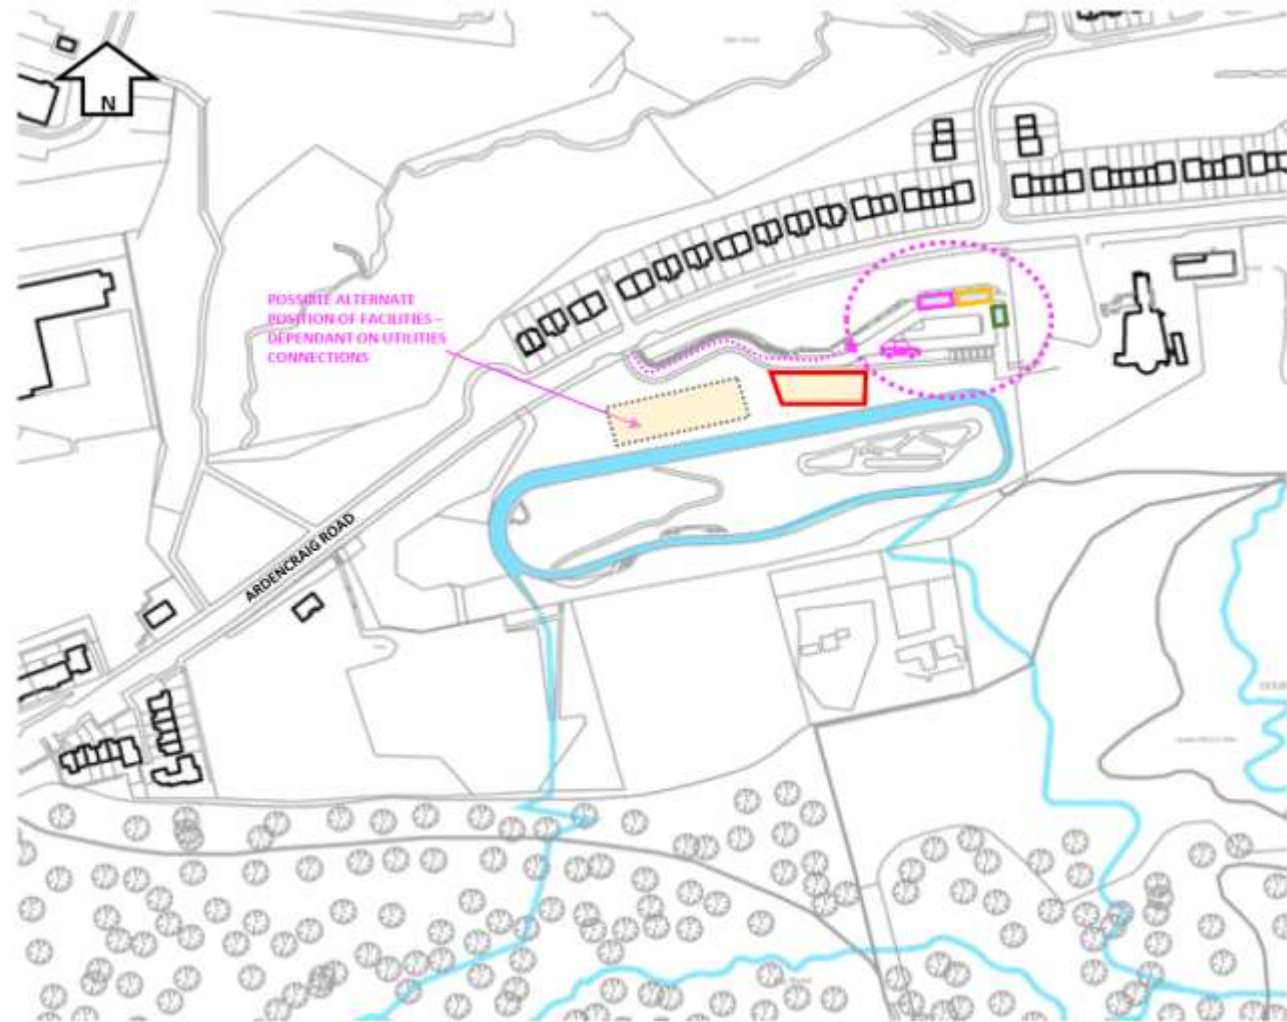 N
POSSIBLE ALTERNATE
POSITION OF FACILITIES –
DEPENDANT ON UTILITIES
CONNECTIONS
ARDENCRAIG ROAD